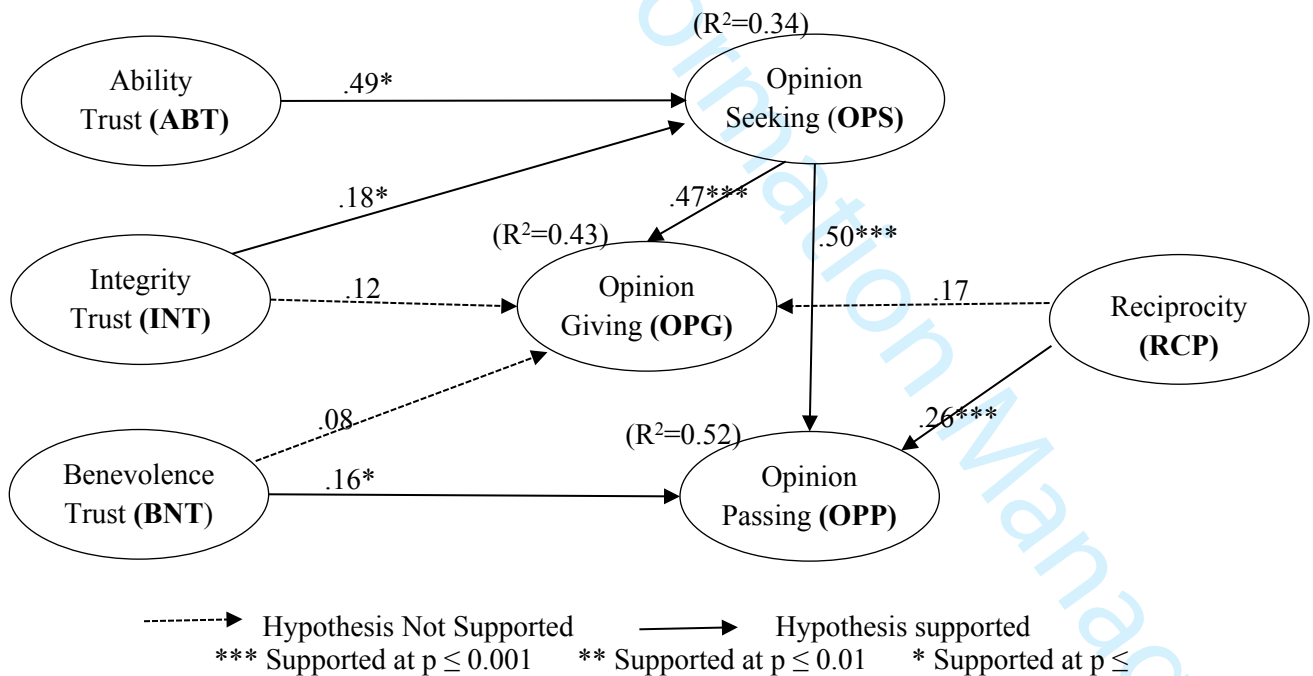 (R²=0.34)
Ability
Trust (ABT)
.49*
Opinion
Seeking (OPS)
.18*
.47***
(R²=0.43)
.50***
Integrity
Trust (INT)
.12
Opinion
Giving (OPG)
.17
Reciprocity
(RCP)
.08
.26***
(R²=0.52)
Benevolence
Trust (BNT)
.16*
Opinion
Passing (OPP)
Hypothesis Not Supported
Hypothesis supported
*** Supported at p ≤ 0.001 ** Supported at p ≤ 0.01 * Supported at p ≤
ormation Manac